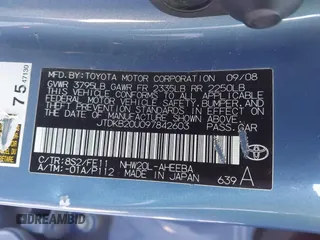 MFD. BY: TOYOTA MOTOR CORPORATION 09/08
GVWR 3795LB GAWR FR 2335LB RR 2250LB
THIS VEHICLE CONFORMS TO ALL APPLICABLE
FEDERAL MOTOR VEHICLE SAFETY, BUMPER,
AND THEFT PREVENTION STANDARDS IN
EFFECT ON THE DATE OF MANUFACTURE
SHOWN ABOVE.
JTDKB20U097842603
PASS. CAR
C/TR: 8S2/FE11 NHW20L-AHEEBA
A/TM: -01A/P112 MADE IN JAPAN
639 A
75
47130
DREAMBID